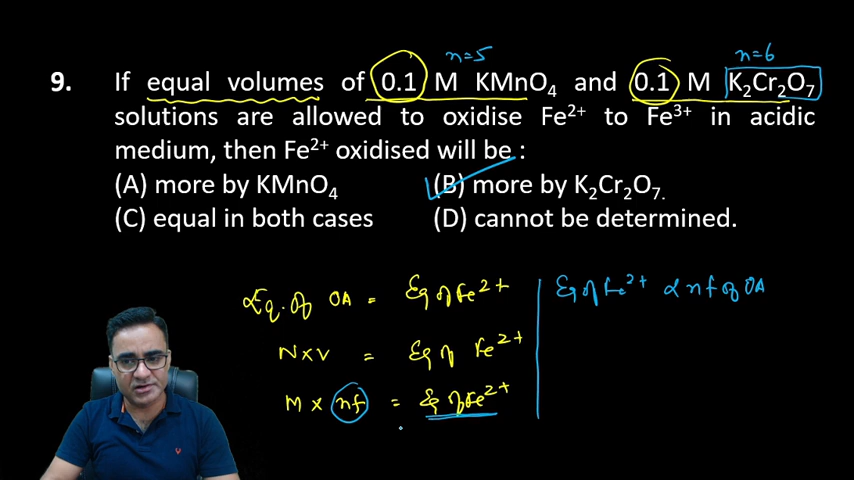 n=5
n=6
9. If equal volumes of 0.1 M KMnO₄ and 0.1 M K₂Cr₂O₇
solutions are allowed to oxidise Fe²⁺ to Fe³⁺ in acidic
medium, then Fe²⁺ oxidised will be :
(A) more by KMnO₄
(B) more by K₂Cr₂O₇.
(C) equal in both cases
(D) cannot be determined.
Eq. of OA = Eq of Fe²⁺
Eq of Fe²⁺ ∝ nf of OA
N×V = Eq of Fe²⁺
M × nf = Eq of Fe²⁺